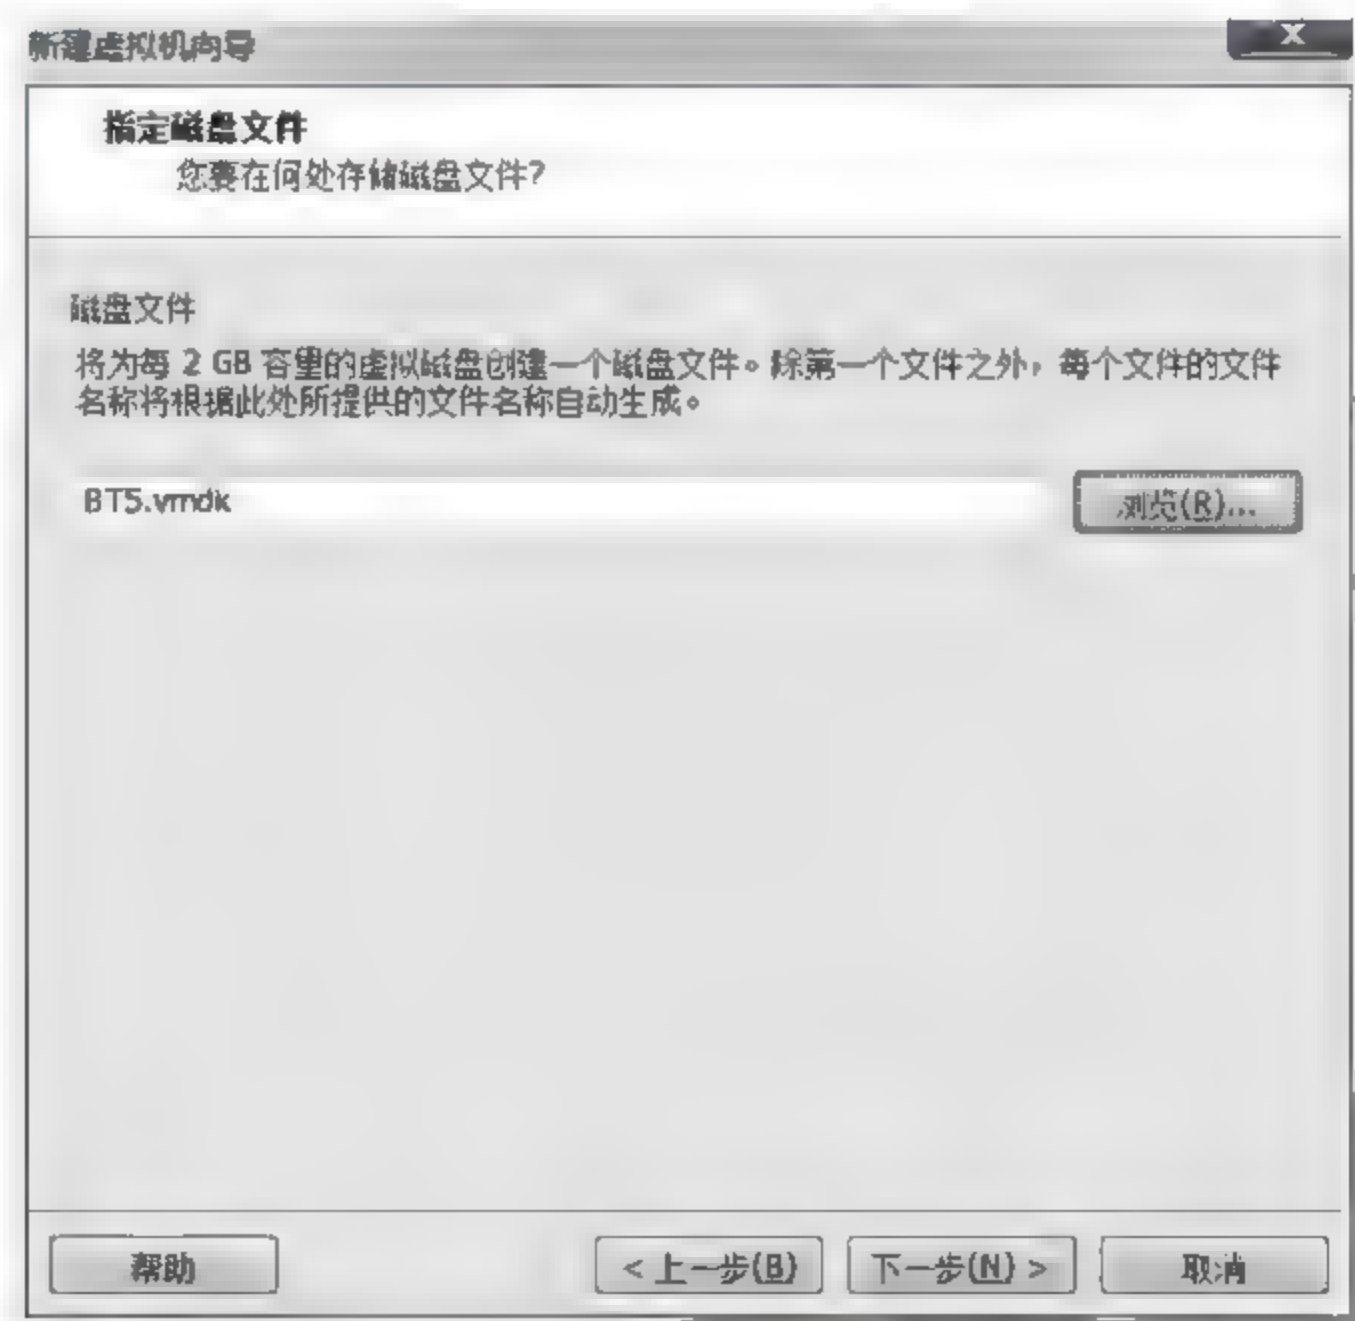 新建虚拟机向导
X
指定磁盘文件
您要在何处存储磁盘文件?
磁盘文件
将为每 2 GB 容里的虚拟磁盘创建一个磁盘文件。除第一个文件之外，每个文件的文件
名称将根据此处所提供的文件名称自动生成。
BT5.vmdk
浏览(R)...
帮助
< 上一步(B)
下一步(N) >
取消